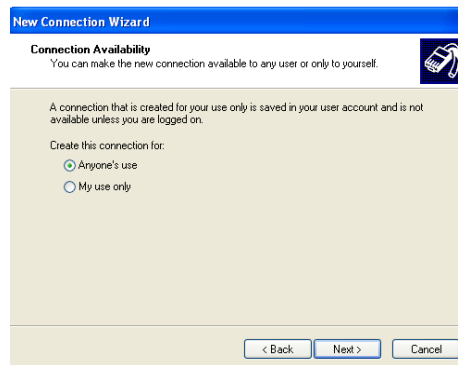 New Connection Wizard
Connection Availability
You can make the new connection available to any user or only to yourself.
A connection that is created for your use only is saved in your user account and is not
available unless you are logged on.
Create this connection for:
Anyone's use
My use only
< Back Next > Cancel